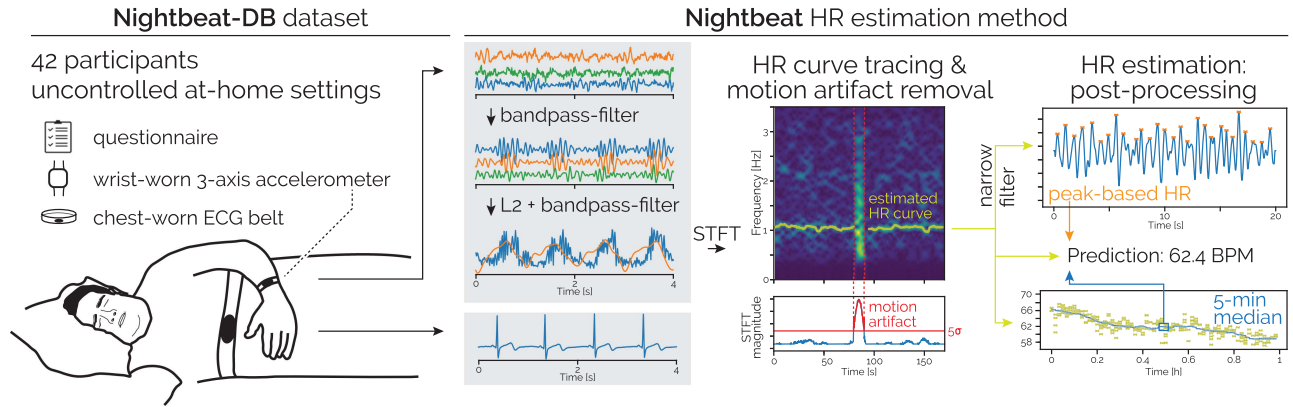 Nightbeat-DB dataset
42 participants
uncontrolled at-home settings
questionnaire
wrist-worn 3-axis accelerometer
chest-worn ECG belt
Nightbeat HR estimation method
bandpass-filter
L2 + bandpass-filter
0 2 4
Time [s]
0 2 4
Time [s]
STFT
HR curve tracing &
motion artifact removal
3
2
1
0
Frequency [Hz]
estimated
HR curve
STFT
magnitude
motion
artifact
5σ
0 50 100 150
Time [s]
narrow
filter
HR estimation:
post-processing
peak-based HR
0 5 10 15 20
Time [s]
Prediction: 62.4 BPM
70
66
62
58
5-min
median
0 0.2 0.4 0.6 0.8 1
Time [h]